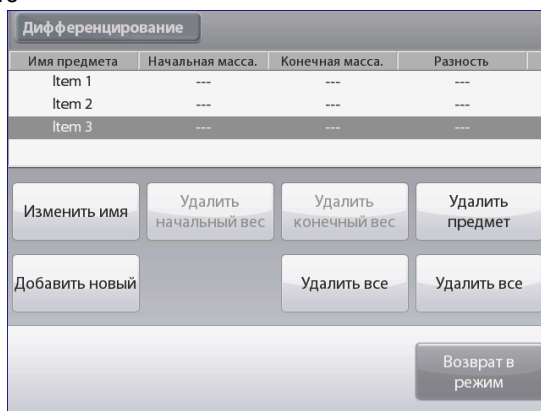 Дифференцирование
Имя предмета Начальная масса. Конечная масса. Разность
Item 1 --- --- ---
Item 2 --- --- ---
Item 3 --- --- ---
Изменить имя
Удалить
начальный вес
Удалить
конечный вес
Удалить
предмет
Добавить новый
Удалить все
Удалить все
Возврат в
режим